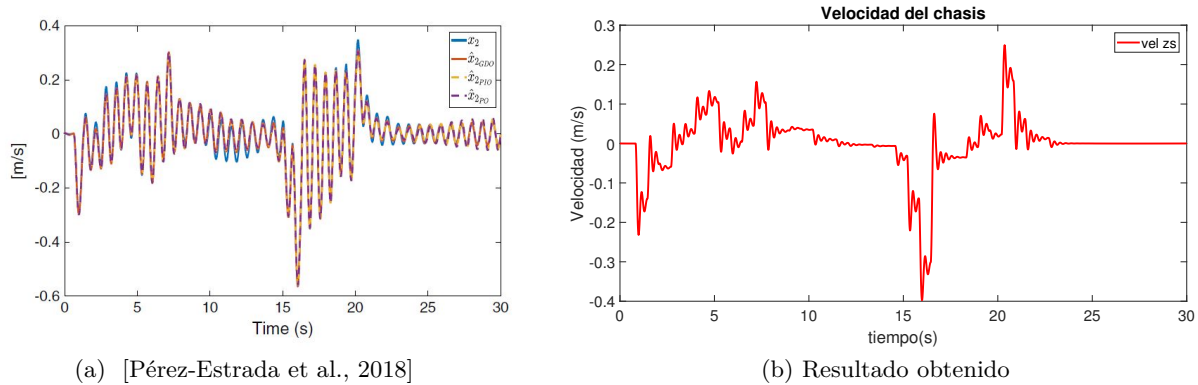 0.4
0.2
0
-0.2
-0.4
-0.6
[m/s]
x₂
x̂₂GDO
x̂₂PIO
x̂₂PO
0 5 10 15 20 25 30
Time (s)
(a) [Pérez-Estrada et al., 2018]
Velocidad del chasis
0.3
0.2
0.1
0
-0.1
-0.2
-0.3
-0.4
Velocidad (m/s)
vel zs
0 5 10 15 20 25 30
tiempo(s)
(b) Resultado obtenido